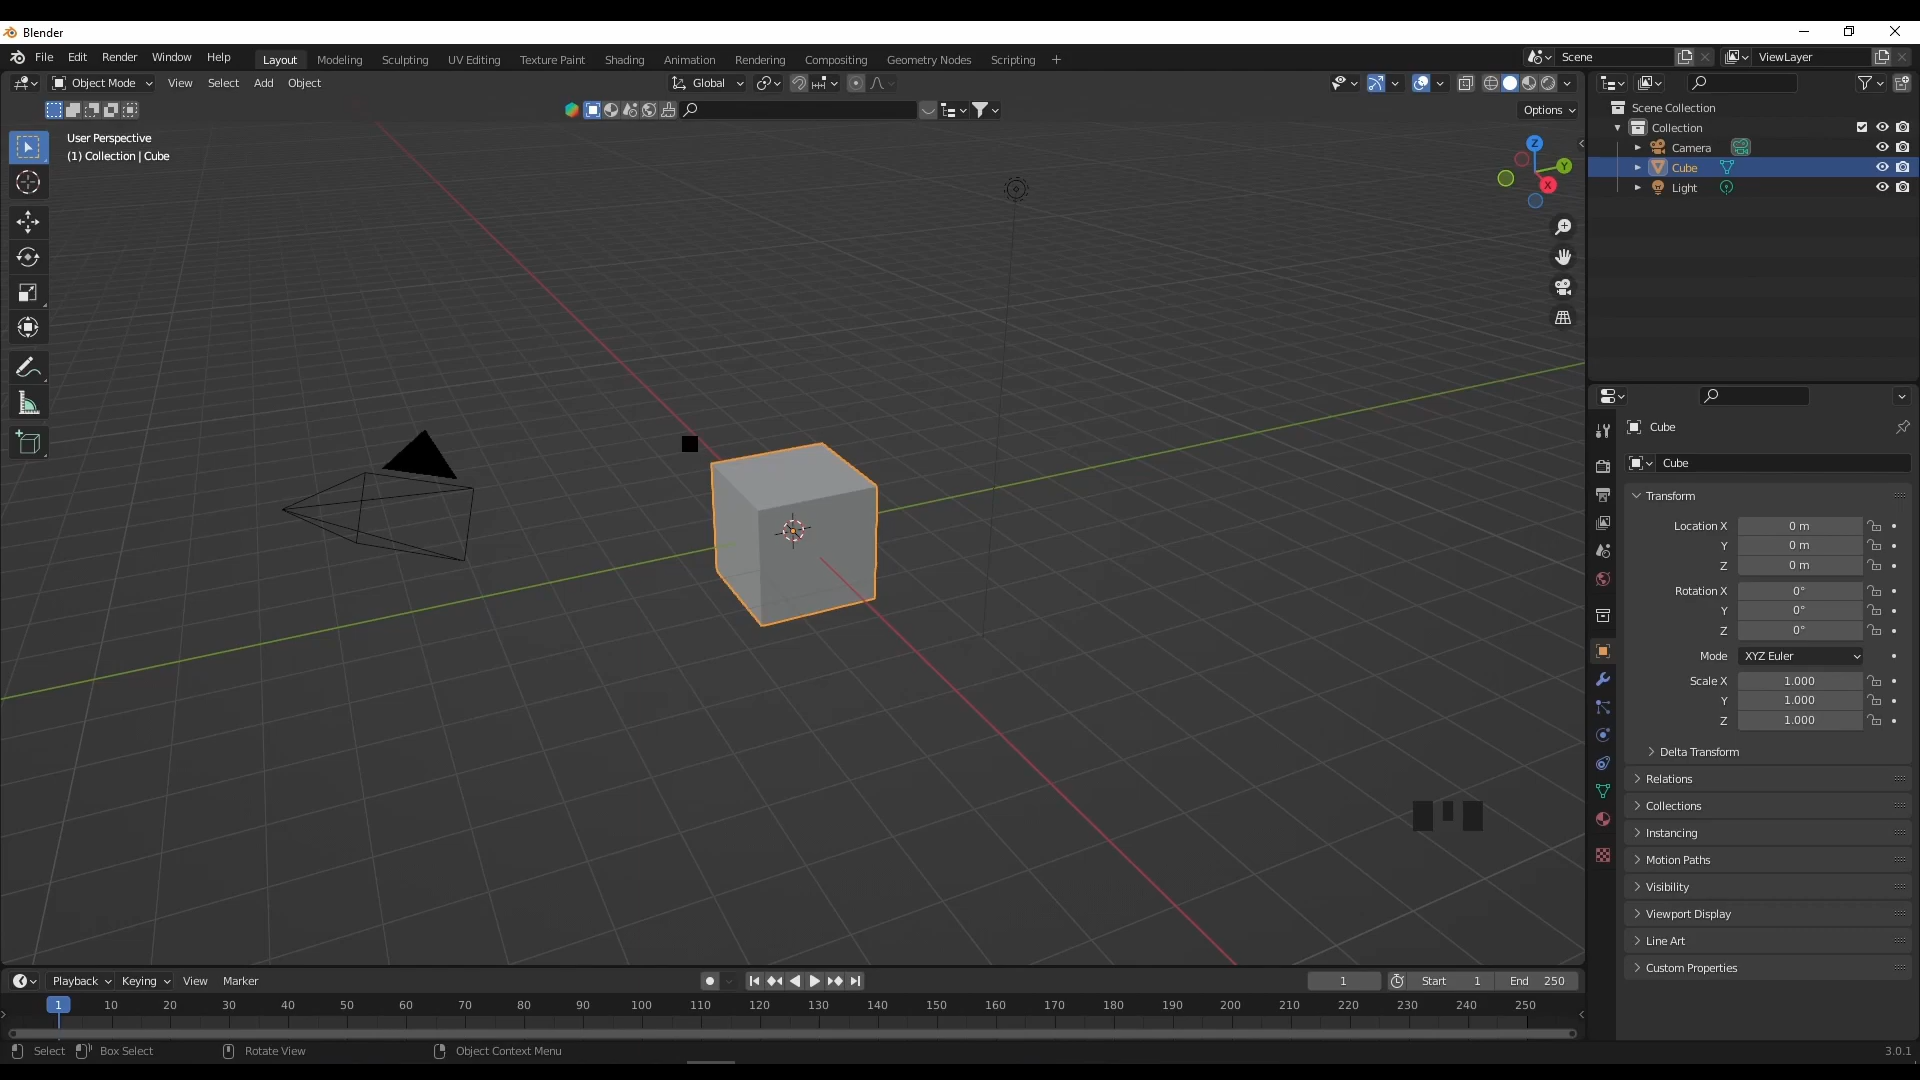 Blender
File Edit Render Window Help Layout Modeling Sculpting UV Editing Texture Paint Shading Animation Rendering Compositing Geometry Nodes Scripting +
Scene
ViewLayer
Object Mode View Select Add Object
Global
Options
User Perspective
(1) Collection | Cube
Z
Y
X
Scene Collection
Collection
Camera
Cube
Light
Cube
Cube
Transform
Location X 0 m
Y 0 m
Z 0 m
Rotation X 0°
Y 0°
Z 0°
Mode XYZ Euler
Scale X 1.000
Y 1.000
Z 1.000
Delta Transform
Relations
Collections
Instancing
Motion Paths
Visibility
Viewport Display
Line Art
Custom Properties
Playback Keying View Marker
1 Start 1 End 250
1 10 20 30 40 50 60 70 80 90 100 110 120 130 140 150 160 170 180 190 200 210 220 230 240 250
Select Box Select Rotate View Object Context Menu
3.0.1